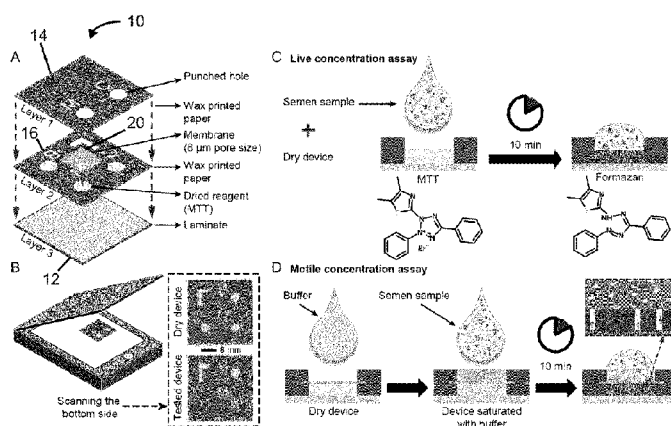 10
14
A
Punched hole
Wax printed
paper
Layer 1
20
16
Membrane
(8 µm pore size)
Wax printed
paper
Layer 2
Dried reagent
(MTT)
Laminate
Layer 3
12
B
Dry device
6 mm
Tested device
Scanning the
bottom side
C Live concentration assay
Semen sample
+
Dry device
10 min
MTT
Formazan
Br
N
N
N
NH
N
D Motile concentration assay
Buffer
Semen sample
10 min
Dry device
Device saturated
with buffer